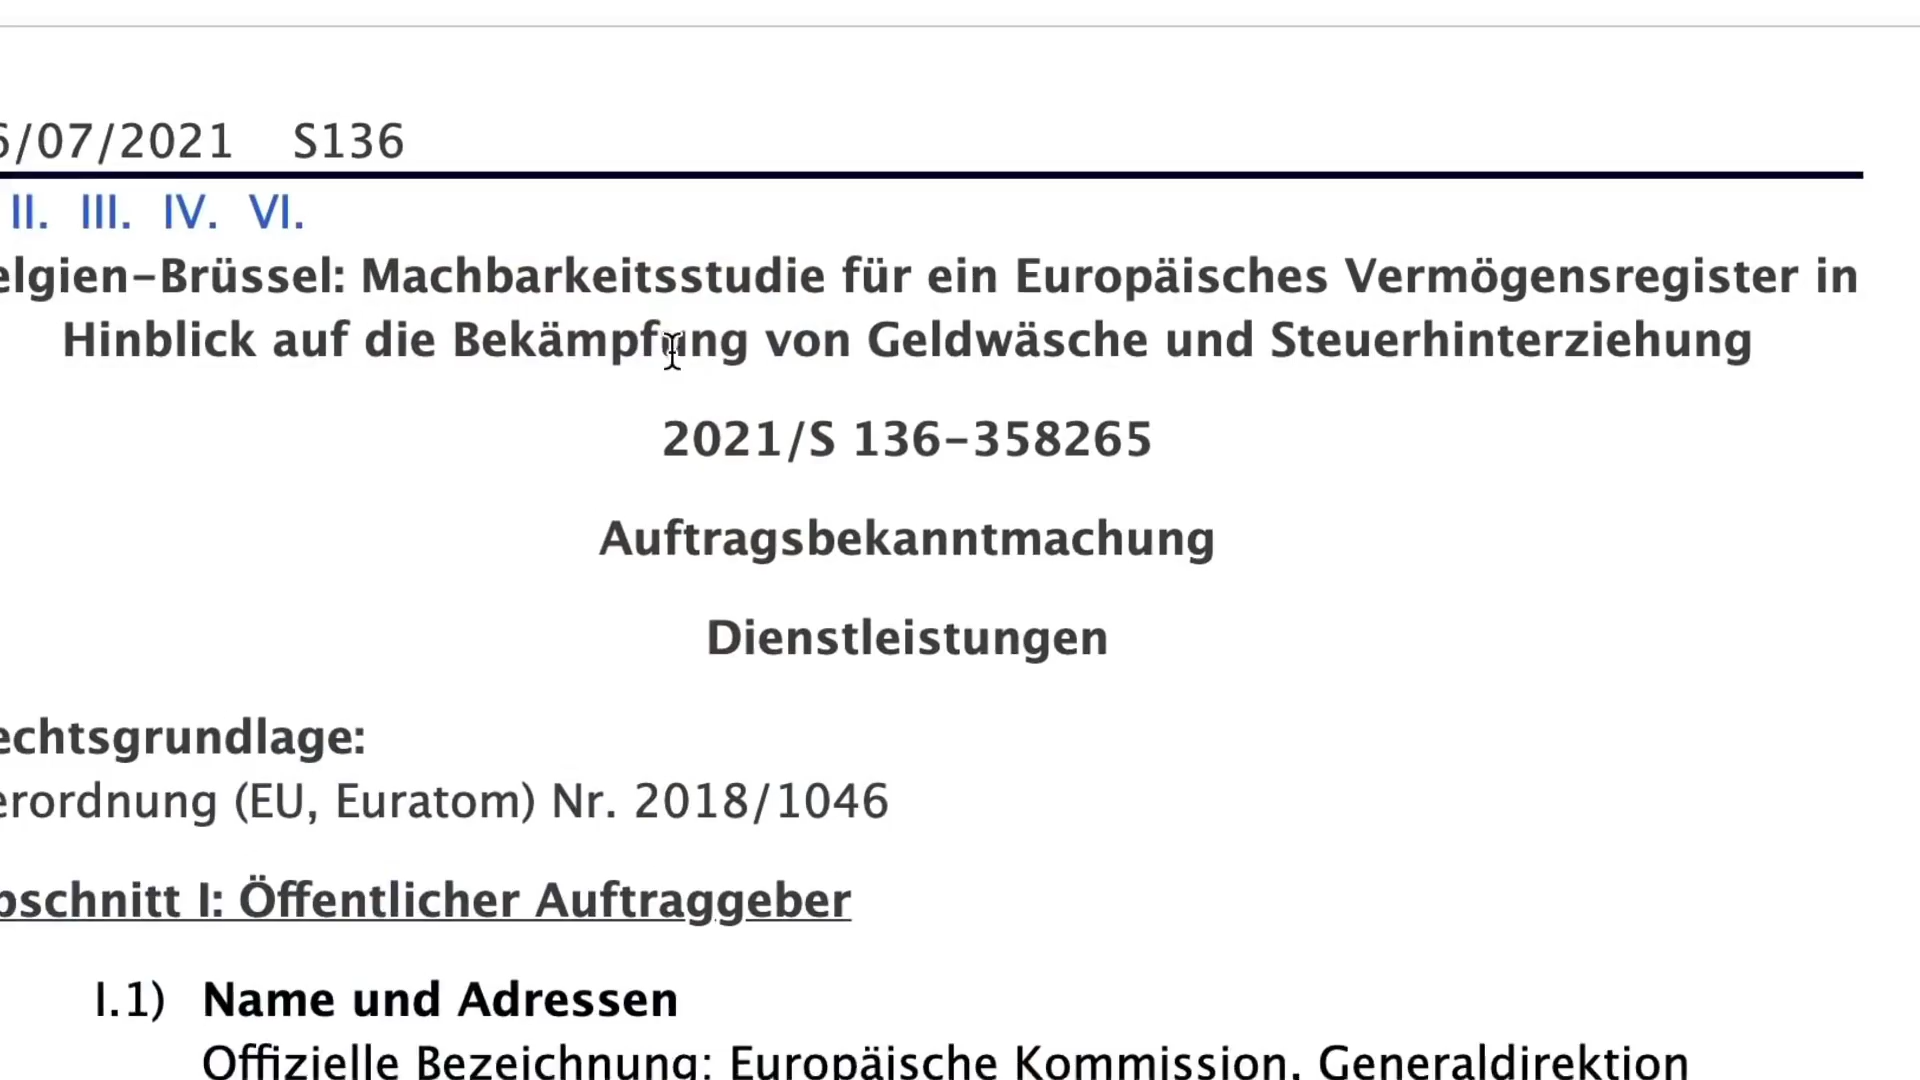 /07/2021 S136
II. III. IV. VI.
elgien-Brüssel: Machbarkeitsstudie für ein Europäisches Vermögensregister in
Hinblick auf die Bekämpfung von Geldwäsche und Steuerhinterziehung
2021/S 136-358265
Auftragsbekanntmachung
Dienstleistungen
echtsgrundlage:
erordnung (EU, Euratom) Nr. 2018/1046
bschnitt I: Öffentlicher Auftraggeber
I.1) Name und Adressen
Offizielle Bezeichnung: Europäische Kommission, Generaldirektion